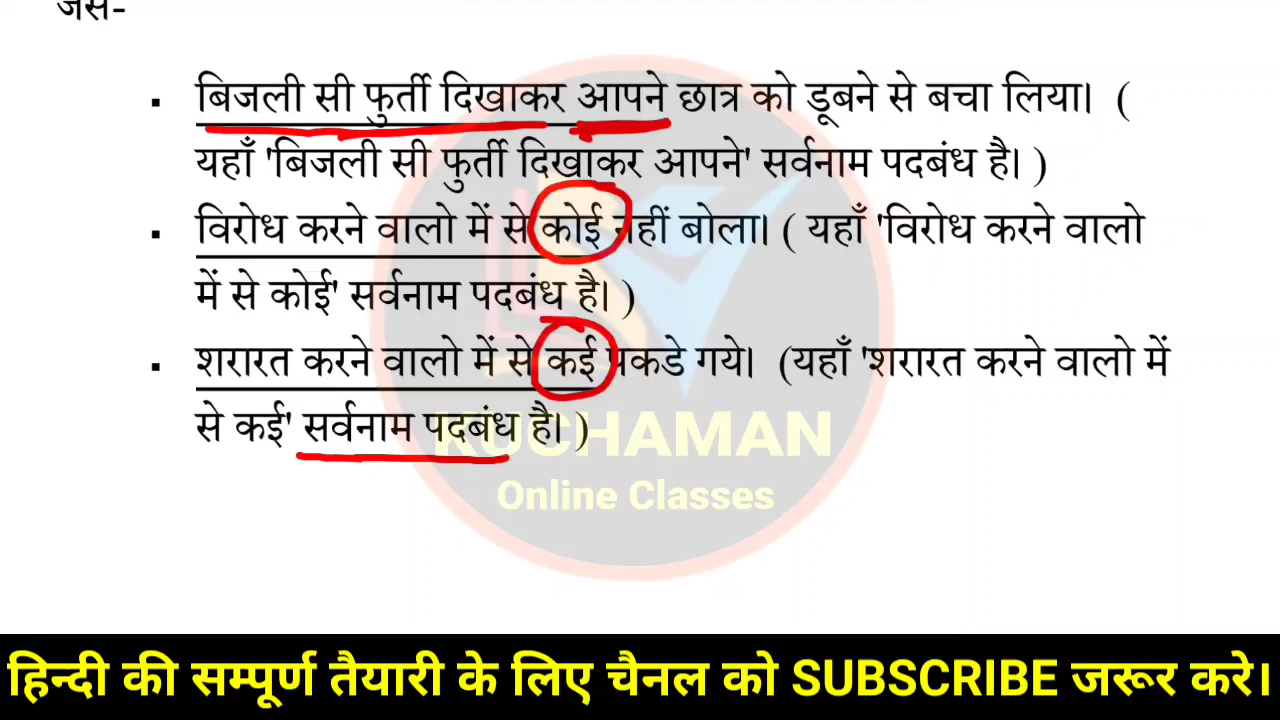 जैसे-
▪ बिजली सी फुर्ती दिखाकर आपने छात्र को डूबने से बचा लिया। (
यहाँ 'बिजली सी फुर्ती दिखाकर आपने' सर्वनाम पदबंध है। )
▪ विरोध करने वालो में से कोई नहीं बोला। ( यहाँ 'विरोध करने वालो
में से कोई' सर्वनाम पदबंध है। )
▪ शरारत करने वालो में से कई पकडे गये। (यहाँ 'शरारत करने वालो में
से कई' सर्वनाम पदबंध है। )
KUCHAMAN
Online Classes
हिन्दी की सम्पूर्ण तैयारी के लिए चैनल को SUBSCRIBE जरूर करे।